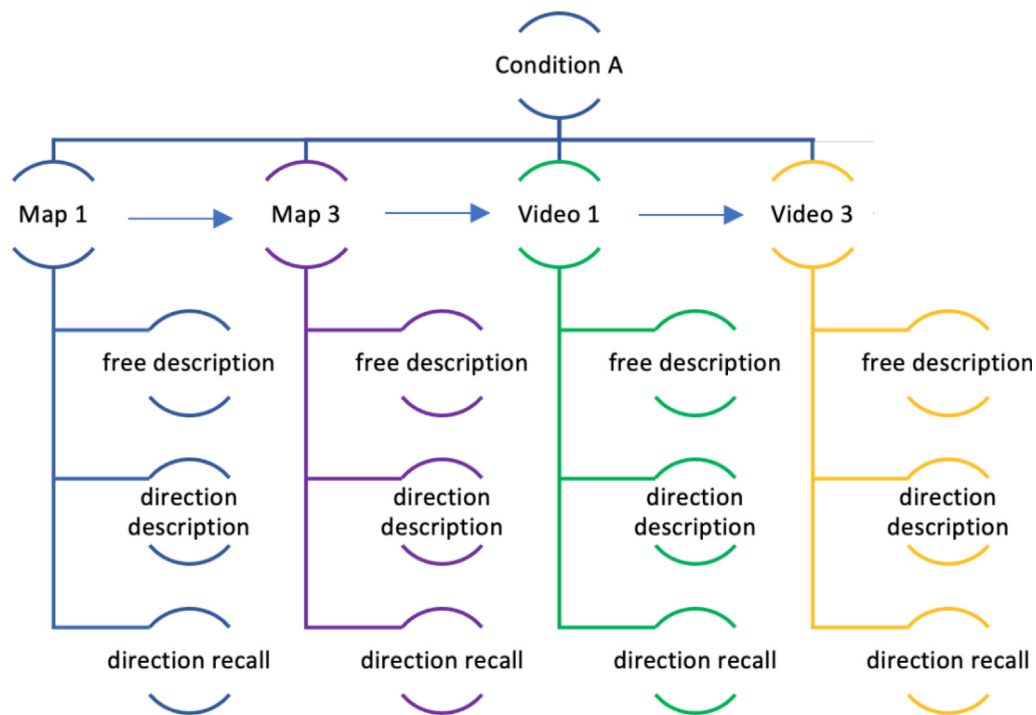 Condition A
Map 1
Map 3
Video 1
Video 3
free description
free description
free description
free description
direction
description
direction
description
direction
description
direction
description
direction recall
direction recall
direction recall
direction recall